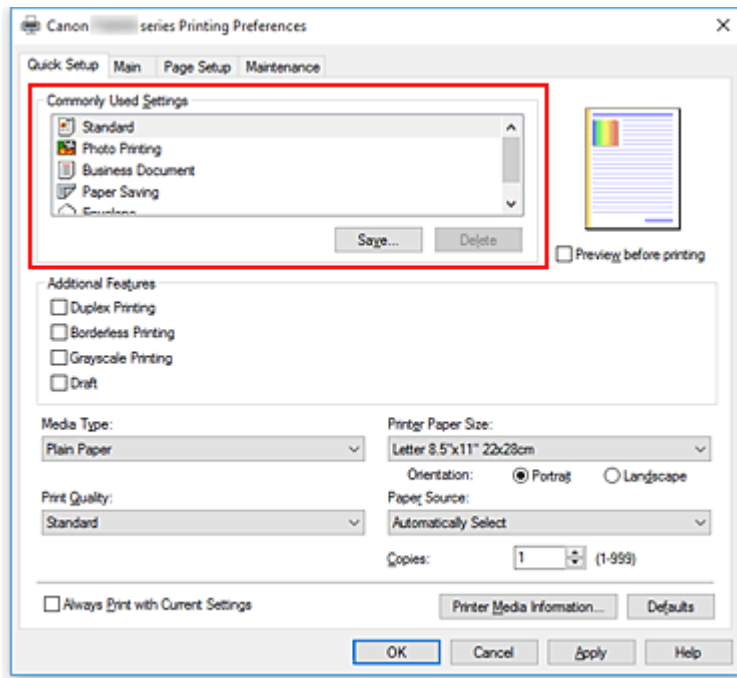 Canon series Printing Preferences
Quick Setup Main Page Setup Maintenance
Commonly Used Settings
Standard
Photo Printing
Business Document
Paper Saving
Envelope
Save... Delete
Preview before printing
Additional Features
Duplex Printing
Borderless Printing
Grayscale Printing
Draft
Media Type: Printer Paper Size:
Plain Paper Letter 8.5"x11" 22x28cm
Orientation: Portrait Landscape
Print Quality: Paper Source:
Standard Automatically Select
Copies: 1 (1-999)
Always Print with Current Settings Printer Media Information... Defaults
OK Cancel Apply Help